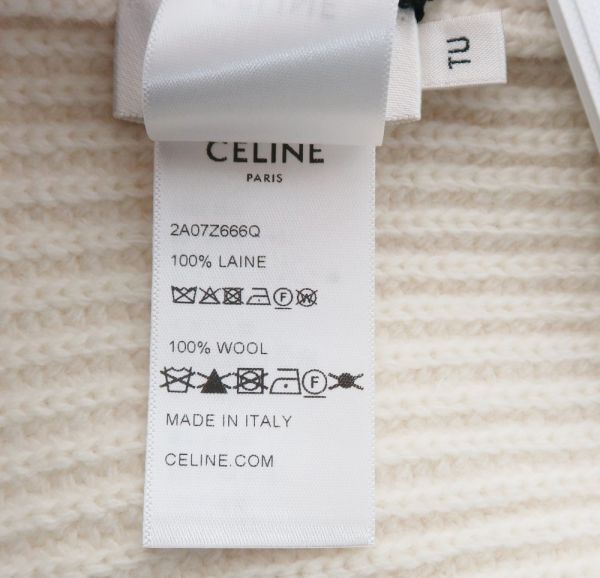 TU
CELINE
PARIS
2A07Z666Q
100% LAINE
F W
100% WOOL
F
MADE IN ITALY
CELINE.COM